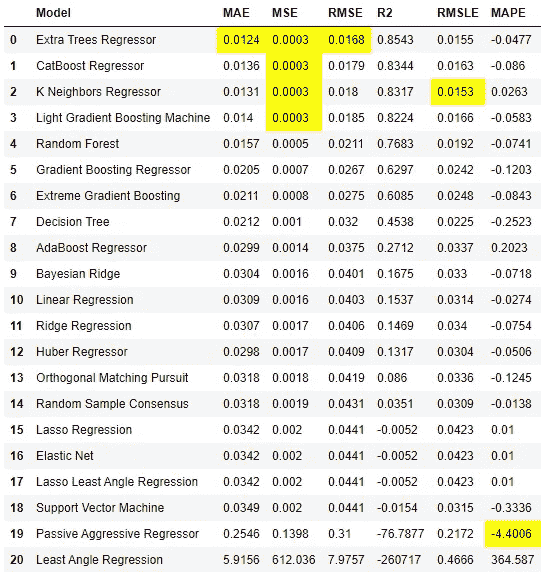 Model MAE MSE RMSE R2 RMSLE MAPE
0 Extra Trees Regressor 0.0124 0.0003 0.0168 0.8543 0.0155 -0.0477
1 CatBoost Regressor 0.0136 0.0003 0.0179 0.8344 0.0163 -0.086
2 K Neighbors Regressor 0.0131 0.0003 0.018 0.8317 0.0153 0.0263
3 Light Gradient Boosting Machine 0.014 0.0003 0.0185 0.8224 0.0166 -0.0583
4 Random Forest 0.0157 0.0005 0.0211 0.7683 0.0192 -0.0741
5 Gradient Boosting Regressor 0.0205 0.0007 0.0267 0.6297 0.0242 -0.1203
6 Extreme Gradient Boosting 0.0211 0.0008 0.0275 0.6085 0.0248 -0.0843
7 Decision Tree 0.0212 0.001 0.032 0.4538 0.0225 -0.2523
8 AdaBoost Regressor 0.0299 0.0014 0.0375 0.2712 0.0337 0.2023
9 Bayesian Ridge 0.0304 0.0016 0.0401 0.1675 0.033 -0.0718
10 Linear Regression 0.0309 0.0016 0.0403 0.1537 0.0314 -0.0274
11 Ridge Regression 0.0307 0.0017 0.0406 0.1469 0.034 -0.0754
12 Huber Regressor 0.0298 0.0017 0.0409 0.1317 0.0304 -0.0506
13 Orthogonal Matching Pursuit 0.0318 0.0018 0.0419 0.086 0.0336 -0.1245
14 Random Sample Consensus 0.0318 0.0019 0.0431 0.0351 0.0309 -0.0138
15 Lasso Regression 0.0342 0.002 0.0441 -0.0052 0.0423 0.01
16 Elastic Net 0.0342 0.002 0.0441 -0.0052 0.0423 0.01
17 Lasso Least Angle Regression 0.0342 0.002 0.0441 -0.0052 0.0423 0.01
18 Support Vector Machine 0.0349 0.002 0.0441 -0.0154 0.0315 -0.3336
19 Passive Aggressive Regressor 0.2546 0.1398 0.31 -76.7877 0.2172 -4.4006
20 Least Angle Regression 5.9156 612.036 7.9757 -260717 0.4666 364.587